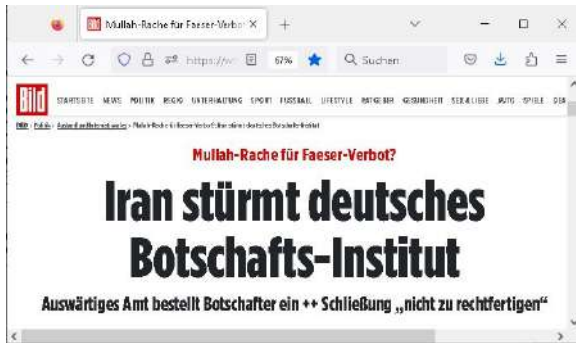 Mullah-Rache für Faeser-Verbot
https://w
67%
Suchen
Bild
STARTSEITE NEWS POLITIK REGIO UNTERHALTUNG SPORT FUSSBALL LIFESTYLE RATGEBER GESUNDHEIT SEX & LIEBE AUTO SPIELE DEA
Mullah-Rache für Faeser-Verbot?
Iran stürmt deutsches
Botschafts-Institut
Auswärtiges Amt bestellt Botschafter ein ++ Schließung „nicht zu rechtfertigen“